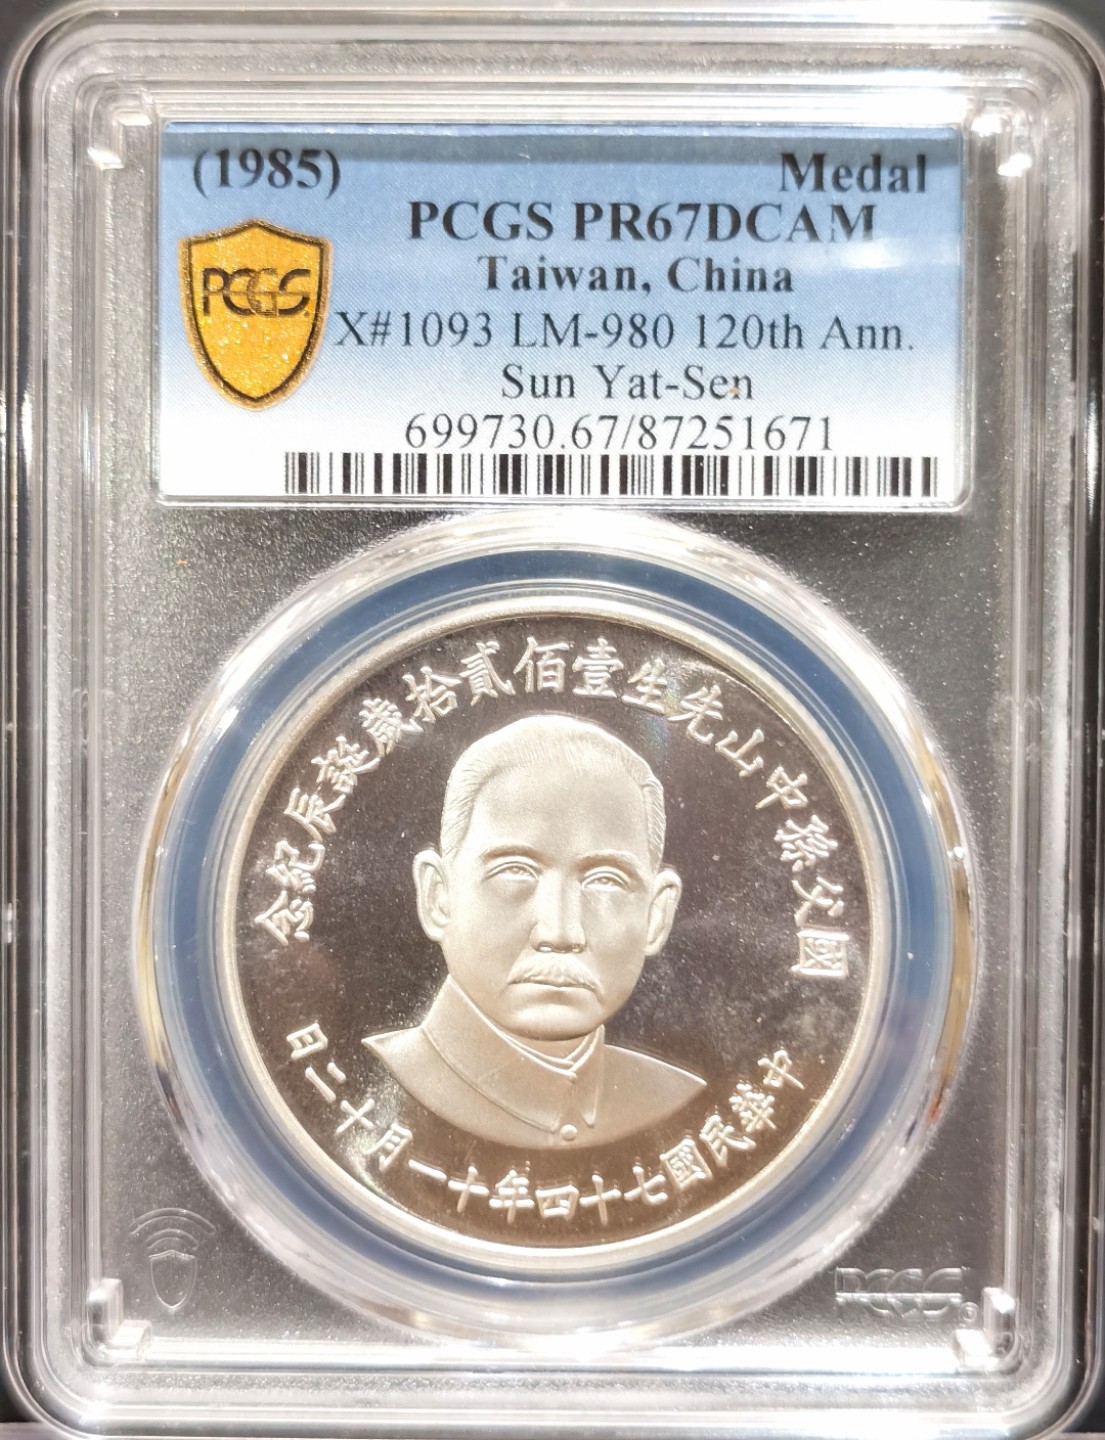 (1985) Medal
PCGS PR67DCAM
Taiwan, China
X#1093 LM-980 120th Ann.
Sun Yat-Sen
699730.67/87251671
PCGS
國父孫中山先生壹佰貳拾歲誕辰紀念
中華民國七十四年十一月十二日
PCGS